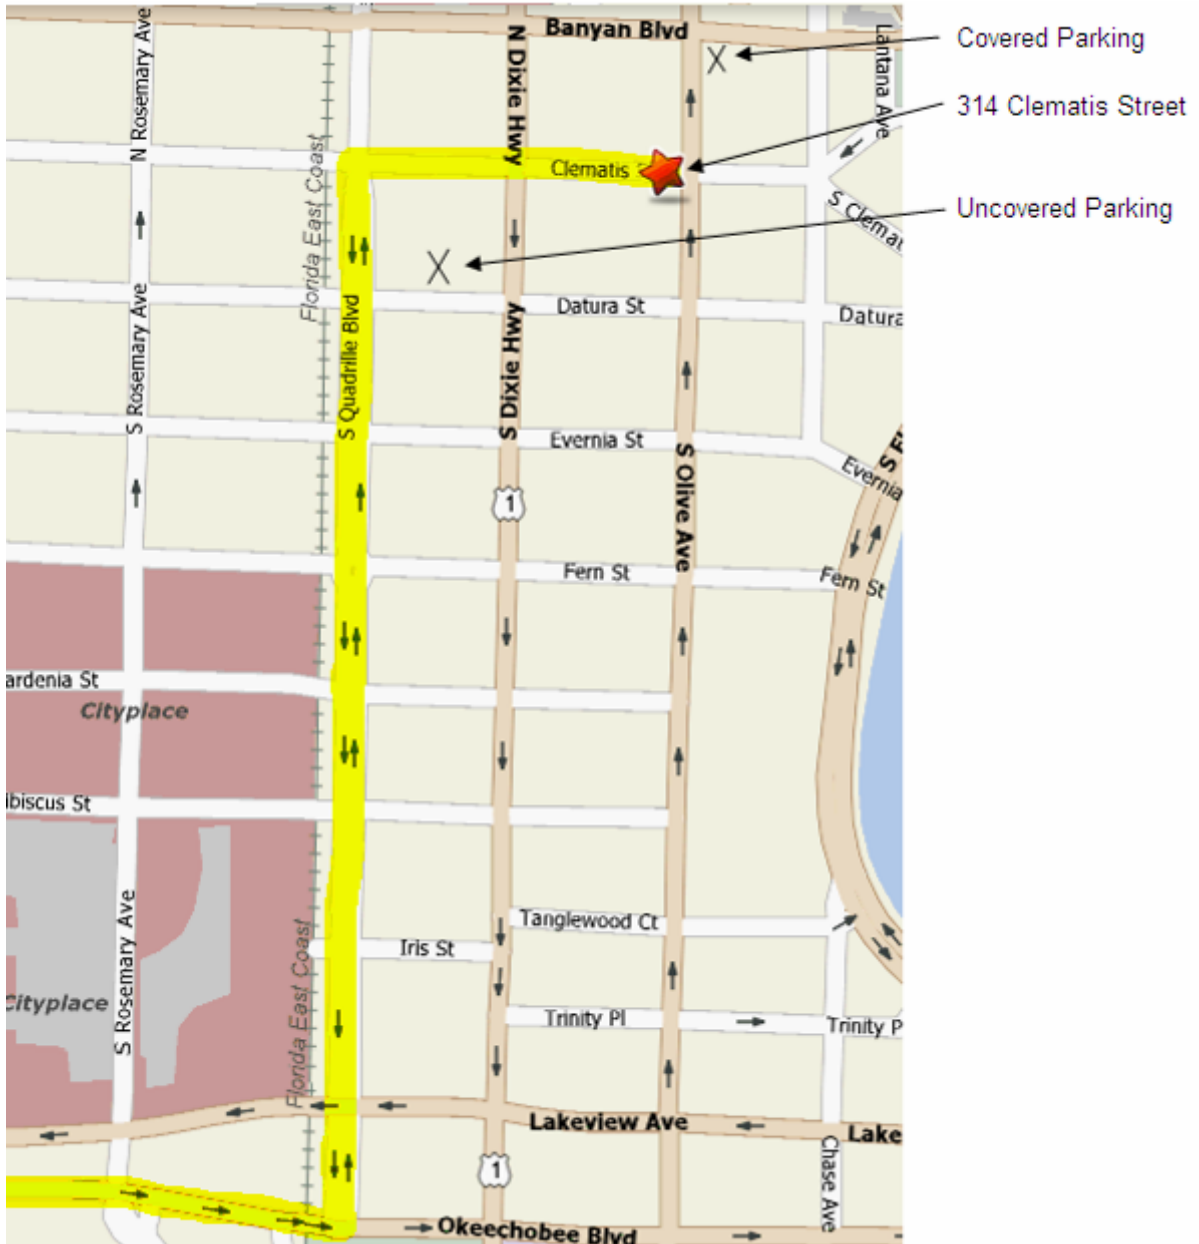 Banyan Blvd
Covered Parking
N Rosemary Ave
N Dixie Hwy
Lantana Ave
314 Clematis Street
Florida East Coast
Clematis
S Clemat
Uncovered Parking
S Rosemary Ave
S Quadrille Blvd
S Dixie Hwy
Datura St
Datura
Evernia St
S Olive Ave
S Fl
Evernia
1
Fern St
Fern St
ardenia St
Cityplace
ibiscus St
S Rosemary Ave
Tanglewood Ct
Florida East Coast
Iris St
Cityplace
Trinity Pl
Trinity P
Lakeview Ave
Lake
1
Chase Ave
Okeechobee Blvd